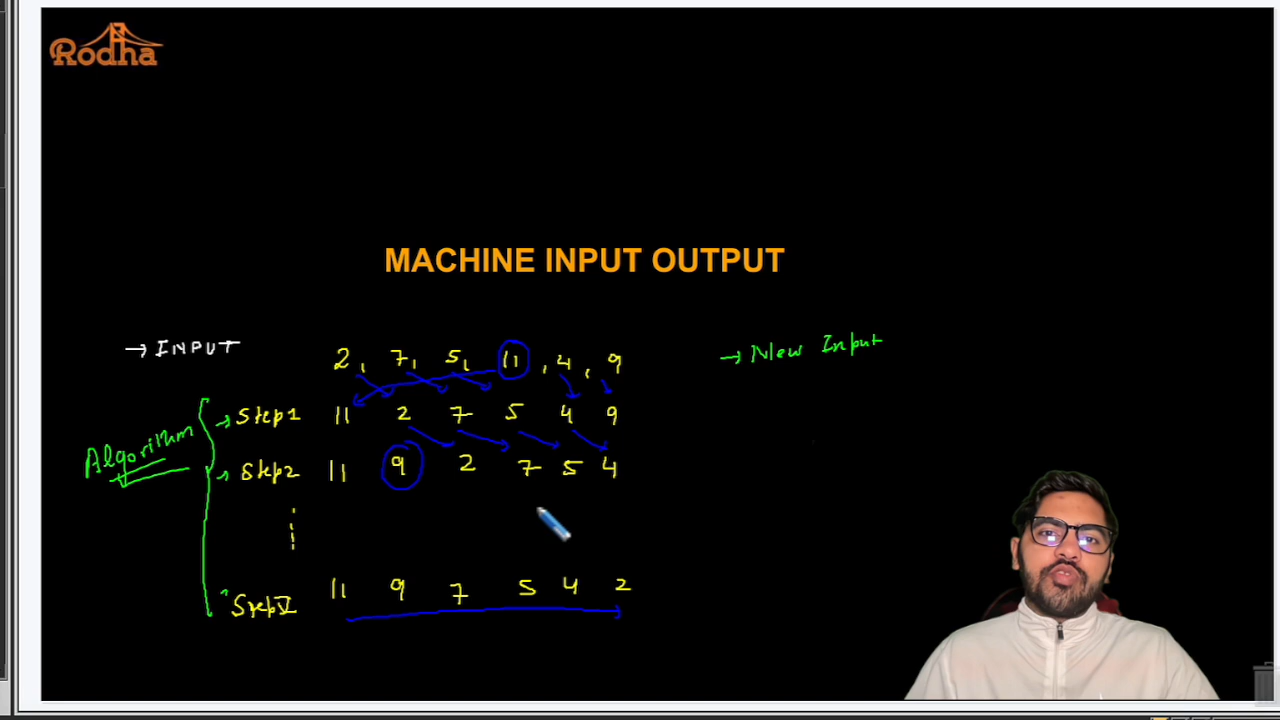 Rodha
MACHINE INPUT OUTPUT
→ INPUT 2, 7, 5, 11, 4, 9
→ New Input
Algorithm
→ Step1 11 2 7 5 4 9
→ Step2 11 9 2 7 5 4
Step V 11 9 7 5 4 2